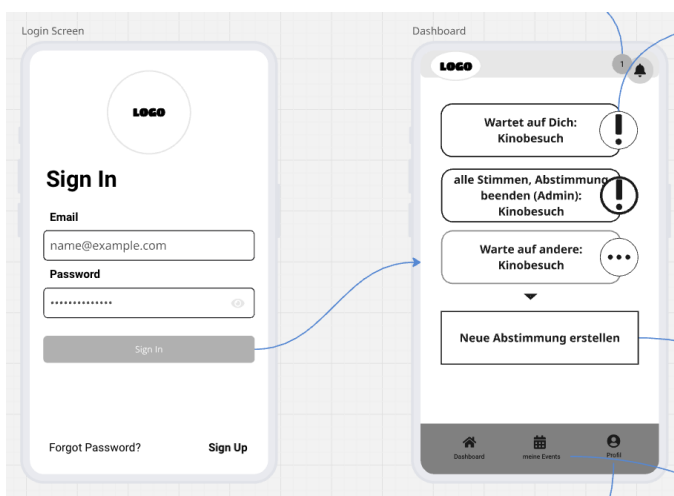 Login Screen
LOGO
Sign In
Email
name@example.com
Password
Sign In
Forgot Password?
Sign Up
Dashboard
LOGO
1
Wartet auf Dich:
Kinobesuch
alle Stimmen, Abstimmung
beenden (Admin):
Kinobesuch
Warte auf andere:
Kinobesuch
Neue Abstimmung erstellen
Dashboard
meine Events
Profil